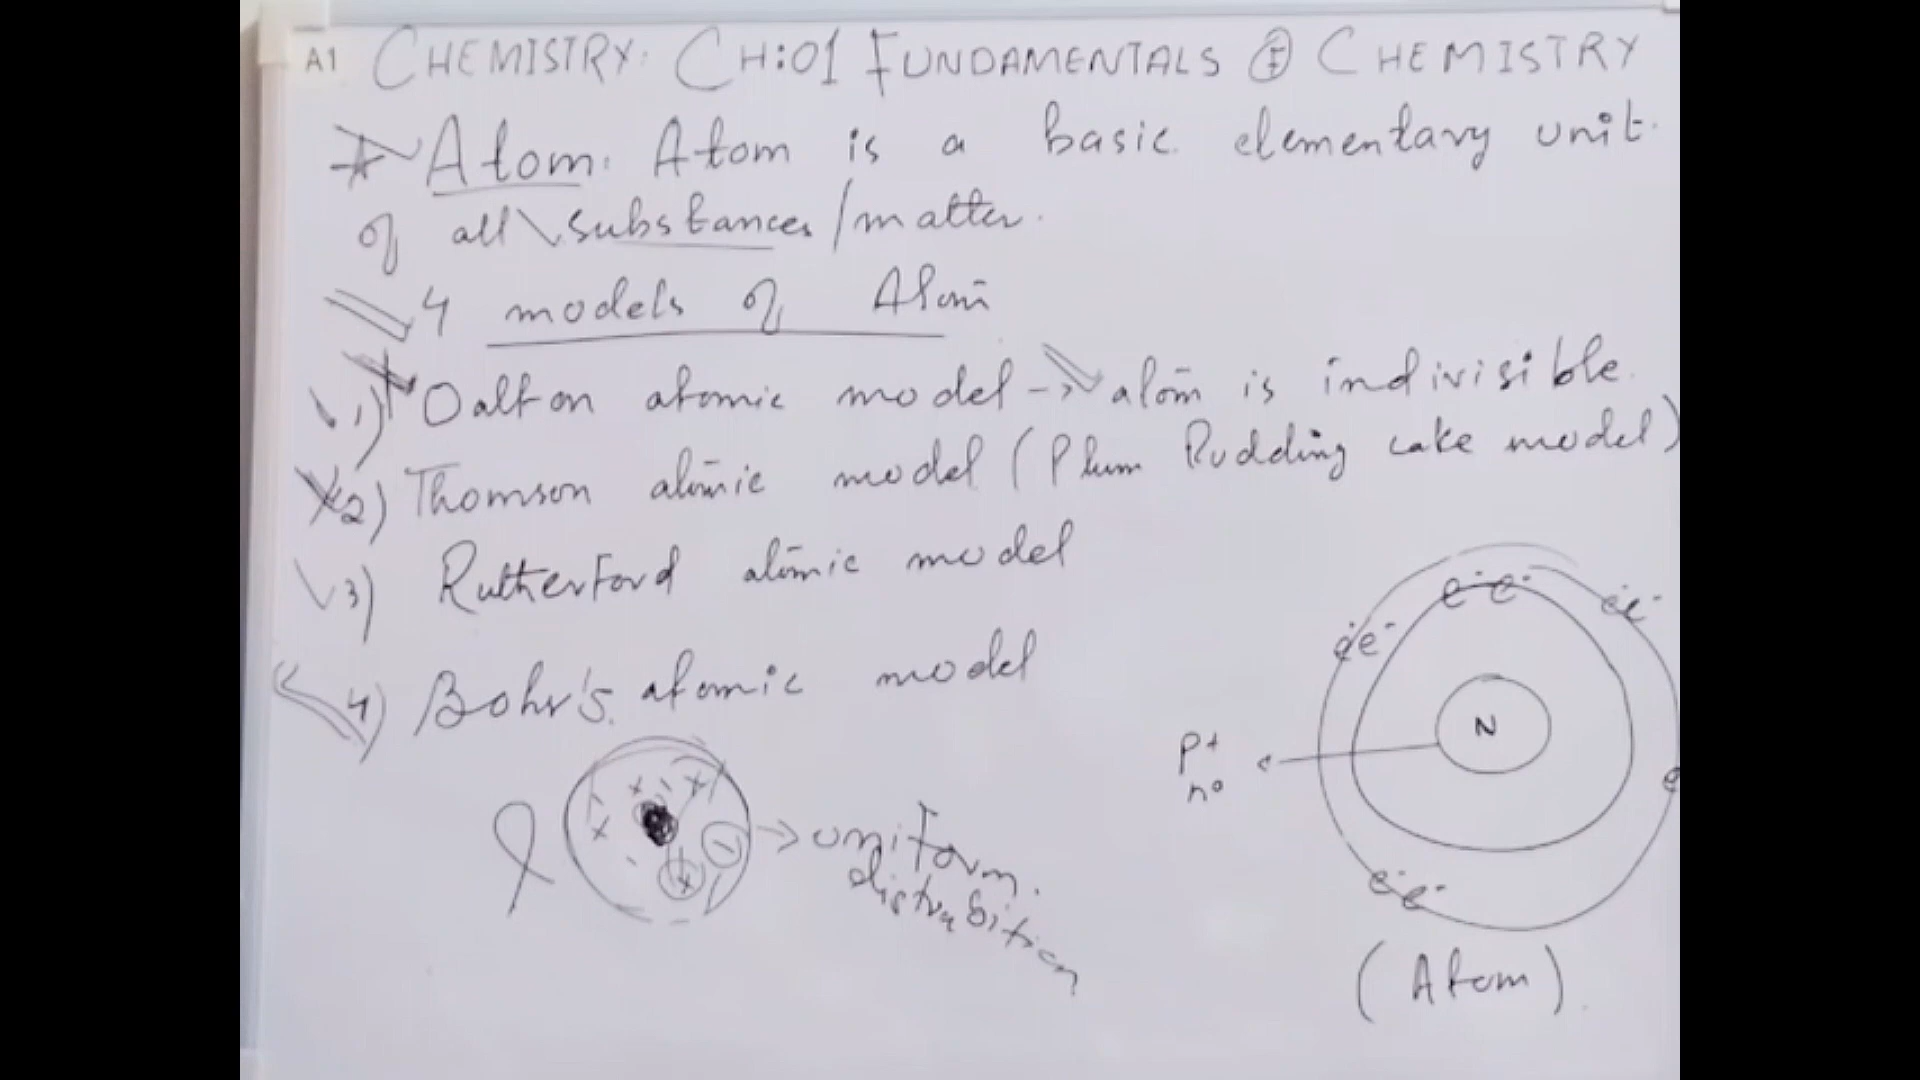 A1 CHEMISTRY: CH:01 FUNDAMENTALS OF CHEMISTRY
Atom: Atom is a basic elementary unit
of all substances/matter.
4 models of Atom
1) Dalton atomic model → atom is indivisible
2) Thomson atomic model (Plum Pudding cake model)
3) Rutherford atomic model
4) Bohr's atomic model
→ uniform
distrubition
+ - + - + -
N
p+
n°
e- e-
e- e-
e- e-
e- e-
e
(Atom)